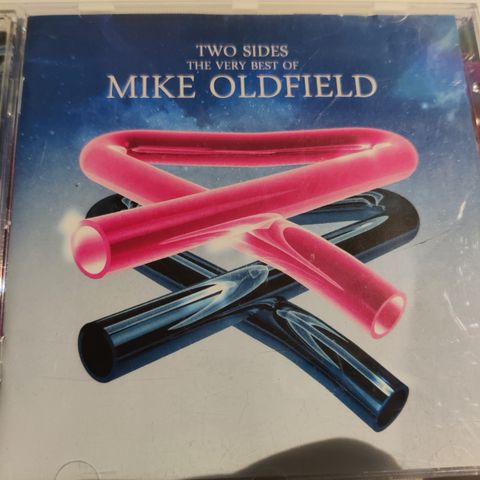 TWO SIDES
THE VERY BEST OF
MIKE OLDFIELD